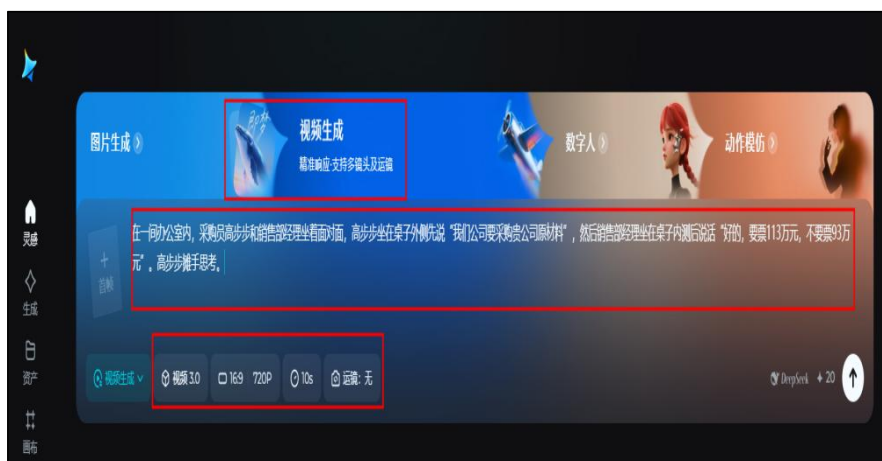 图片生成
即梦
视频生成
精准响应·支持多镜头及运镜
数字人
动作模仿
灵感
生成
资产
画布
首帧
在一间办公室内，采购员高步步和销售部经理坐着面对面，高步步坐在桌子外侧先说“我们公司要采购贵公司原材料”，然后销售部经理坐在桌子内测后说话“好的，要票113万元，不要票93万
元”。高步步摊手思考。
视频生成
视频 3.0
16:9
720P
10s
运镜：无
DeepSeek
20